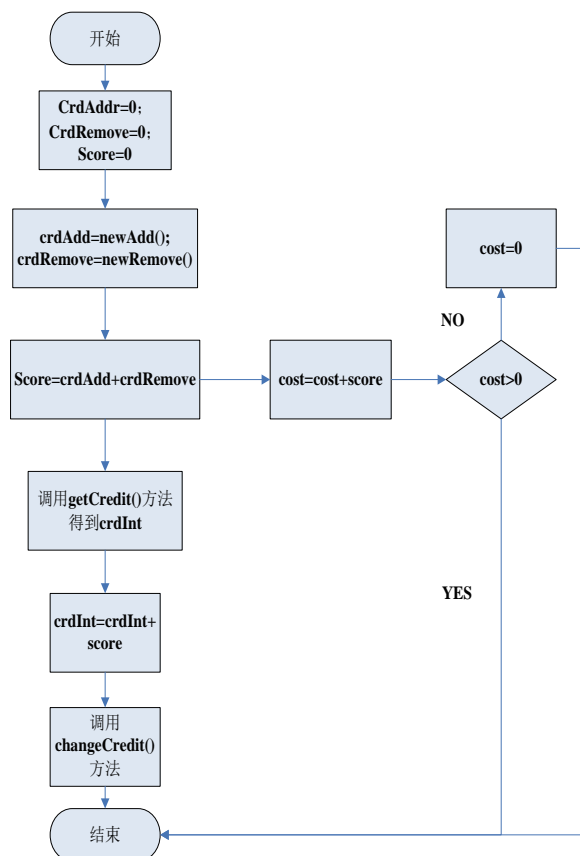 开始
CrdAddr=0;
CrdRemove=0;
Score=0
crdAdd=newAdd();
crdRemove=newRemove()
cost=0
NO
Score=crdAdd+crdRemove
cost=cost+score
cost>0
调用getCredit()方法
得到crdInt
YES
crdInt=crdInt+
score
调用
changeCredit()
方法
结束